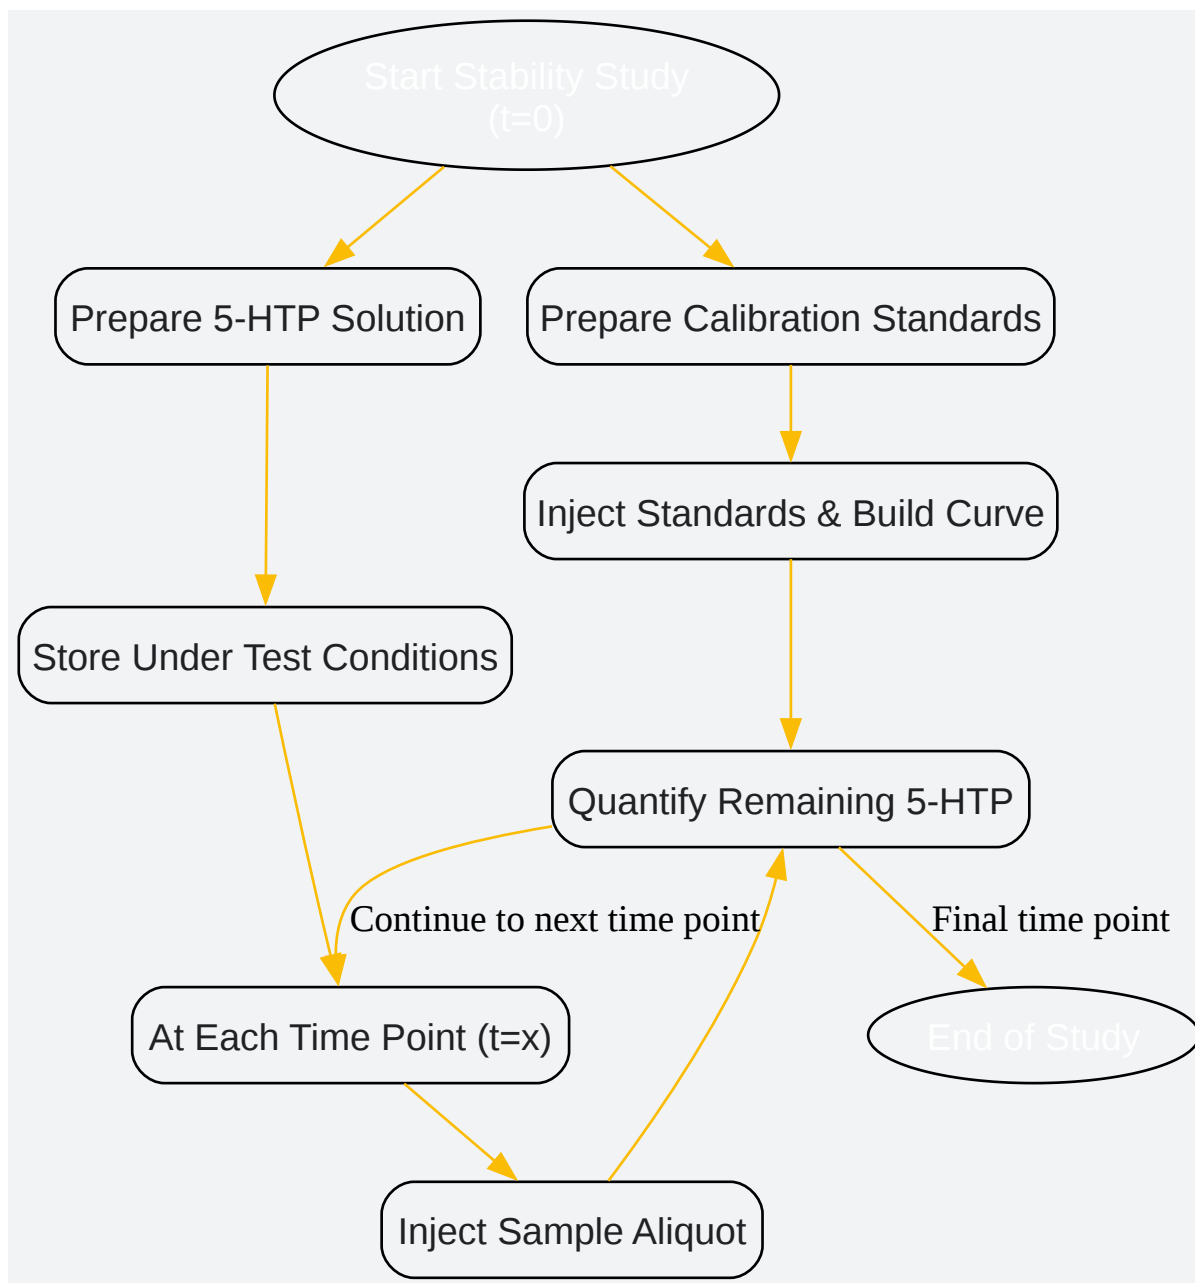 Start Stability Study
(t=0)
Prepare 5-HTP Solution
Prepare Calibration Standards
Inject Standards & Build Curve
Store Under Test Conditions
Quantify Remaining 5-HTP
Continue to next time point
Final time point
At Each Time Point (t=x)
End of Study
Inject Sample Aliquot